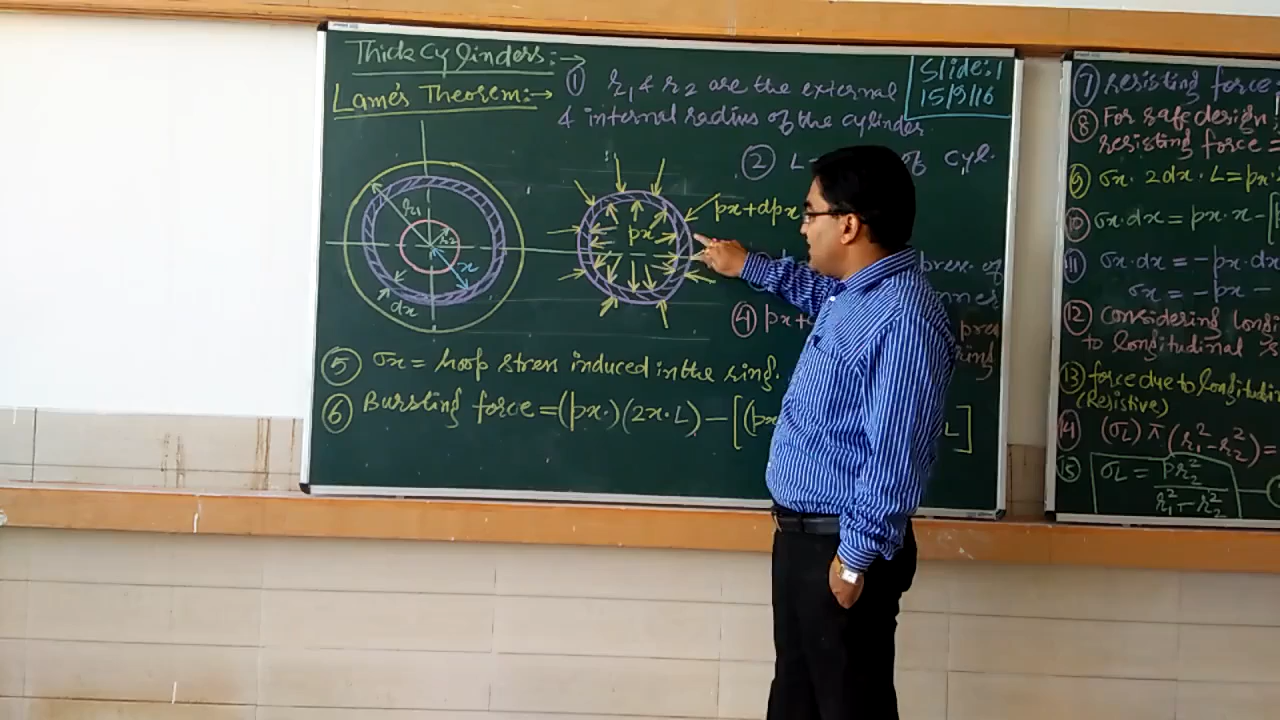 Thick Cylinders:→
Lame's Theorem:→
① r1 & r2 are the external
& internal radius of the cylinder
Slide:1
15/9/16
② L= of Cyl.
r1
r2
x
dx
px
px+dpx
pres. of
④ px+ pres
⑤ σx = hoop stress induced in the ring.
⑥ Bursting force = (px.)(2x.L) − [(px L]
⑦ resisting force
⑧ For safe design
resisting force =
⑨ σx. 2dx. L = px.
⑩ σx.dx = px.x − [
⑪ σx.dx = −px.dx
σx = −px −
⑫ Considering
to longitudinal
⑬ force due to
(Resistive)
⑭ (σL) π (r1² − r2²) =
⑮ σL = pr2² / r1² − r2²